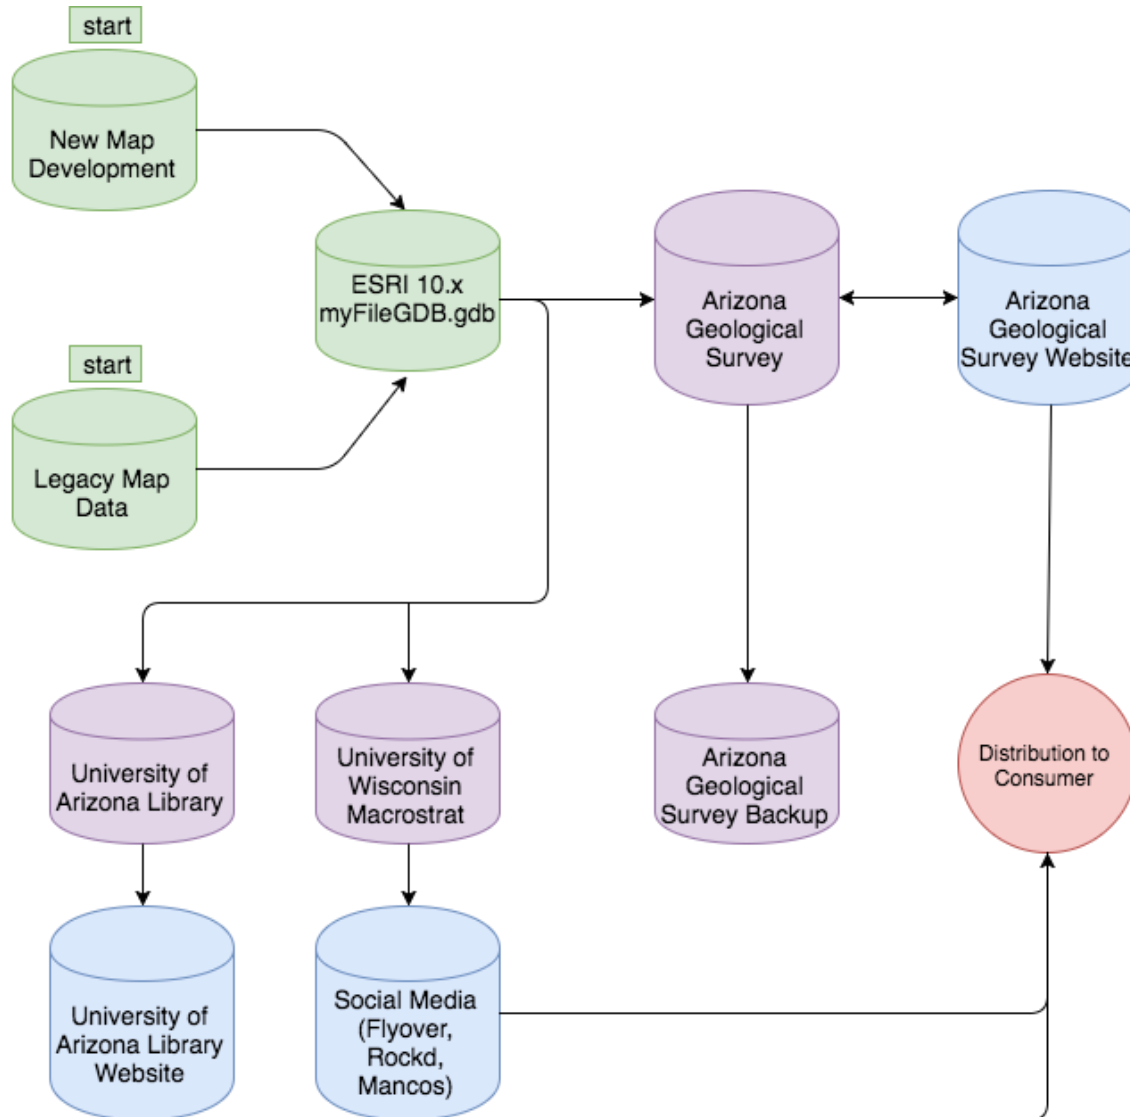 start
New Map
Development
ESRI 10.x
myFileGDB.gdb
Arizona
Geological
Survey
Arizona
Geological
Survey Website
start
Legacy Map
Data
University of
Arizona Library
University of
Wisconsin
Macrostrat
Arizona
Geological
Survey Backup
Distribution to
Consumer
University of
Arizona Library
Website
Social Media
(Flyover,
Rockd,
Mancos)